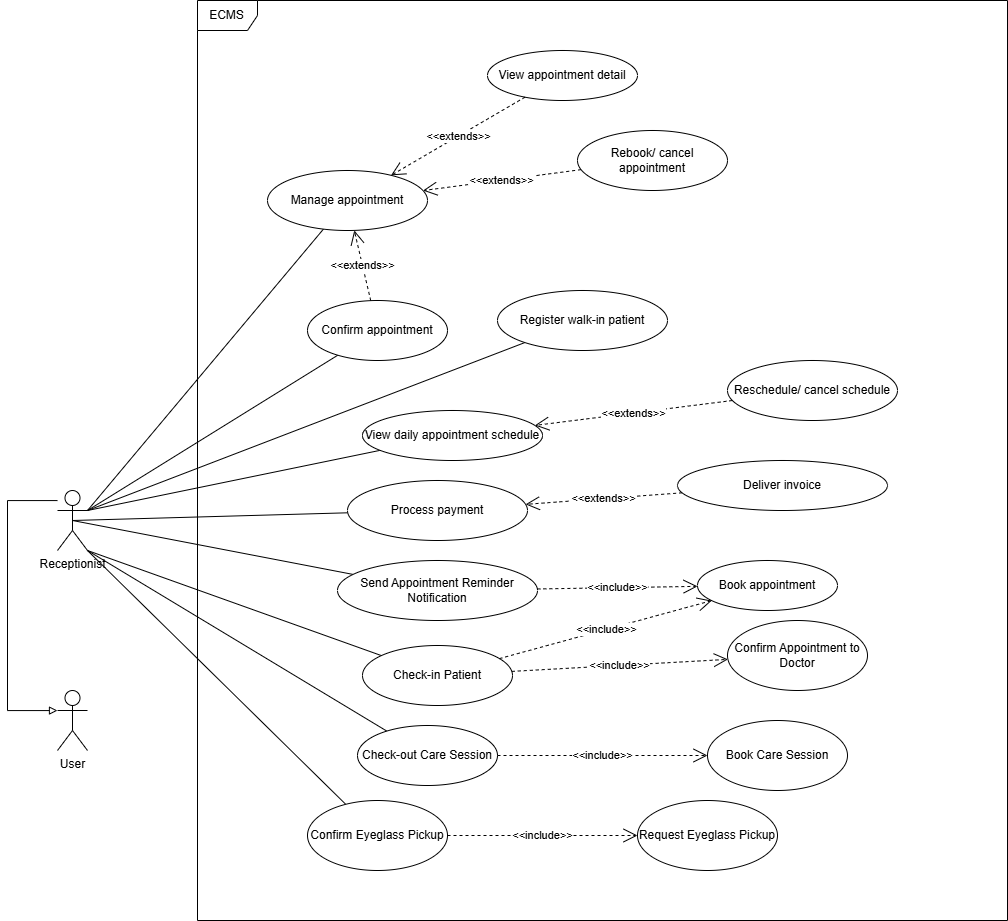 ECMS
View appointment detail
<<extends>>
Rebook/ cancel
appointment
<<extends>>
Manage appointment
<<extends>>
Confirm appointment
Register walk-in patient
Reschedule/ cancel schedule
<<extends>>
View daily appointment schedule
Deliver invoice
<<extends>>
Process payment
Receptionist
Send Appointment Reminder
Notification
<<include>>
Book appointment
<<include>>
Confirm Appointment to
Doctor
<<include>>
Check-in Patient
User
Check-out Care Session
<<include>>
Book Care Session
Confirm Eyeglass Pickup
<<include>>
Request Eyeglass Pickup